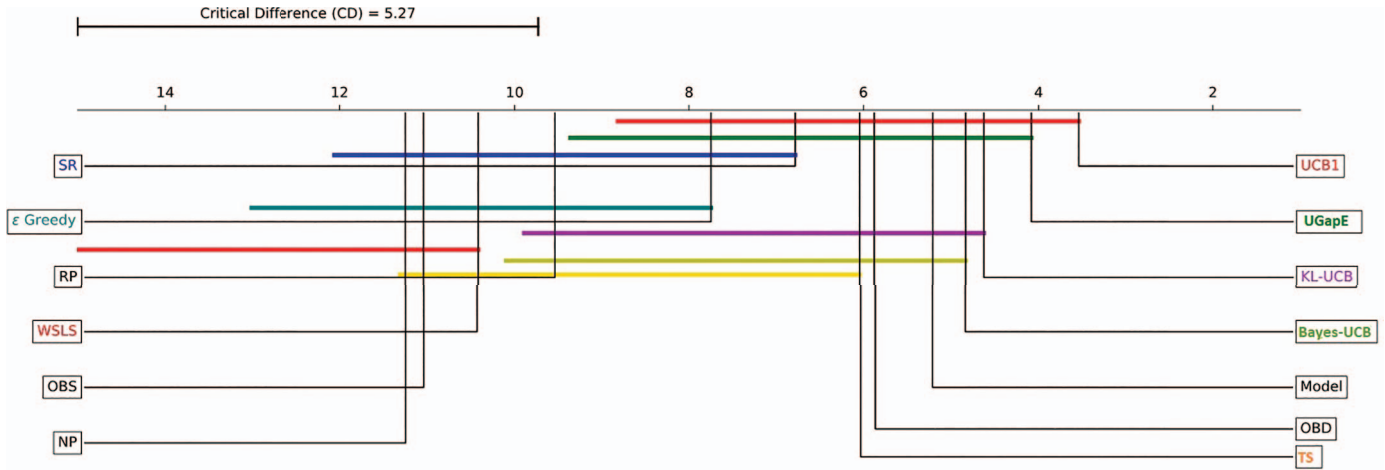 Critical Difference (CD) = 5.27
14 12 10 8 6 4 2
SR
UCB1
ε Greedy
UGapE
RP
KL-UCB
WSLS
Bayes-UCB
OBS
Model
OBD
NP
TS